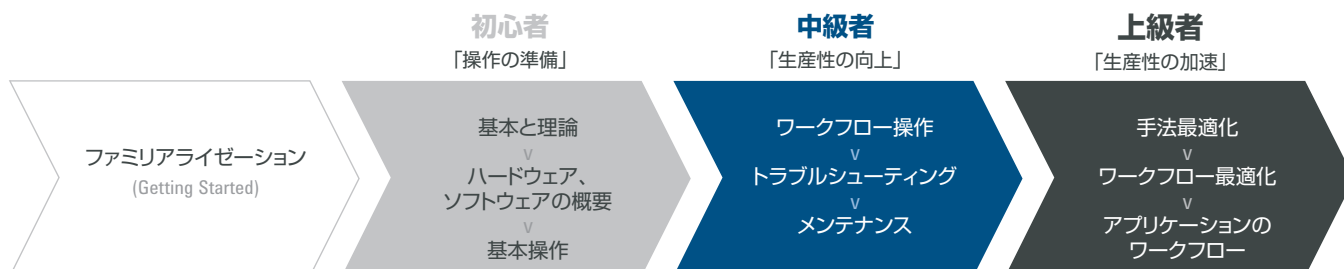 初心者
「操作の準備」
中級者
「生産性の向上」
上級者
「生産性の加速」
ファミリアライゼーション
(Getting Started)
基本と理論
v
ハードウェア、
ソフトウェアの概要
v
基本操作
ワークフロー操作
v
トラブルシューティング
v
メンテナンス
手法最適化
v
ワークフロー最適化
v
アプリケーションの
ワークフロー